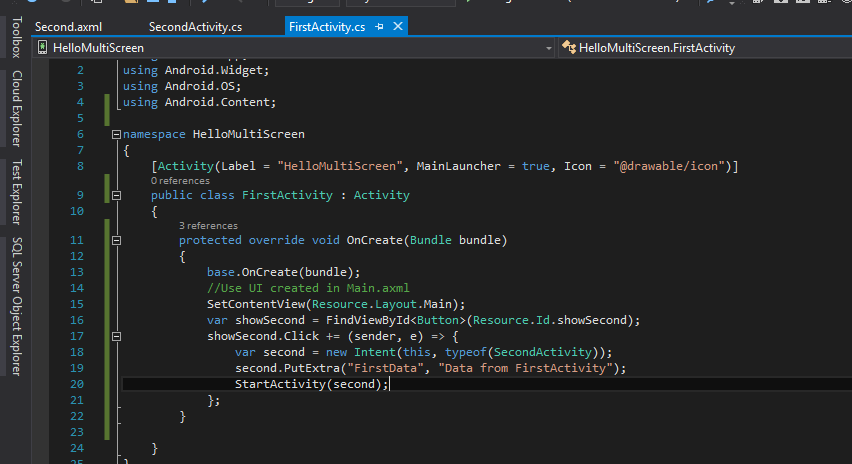 Second.axml SecondActivity.cs FirstActivity.cs
HelloMultiScreen HelloMultiScreen.FirstActivity
Toolbox
Cloud Explorer
Test Explorer
SQL Server Object Explorer
2 using Android.Widget;
3 using Android.OS;
4 using Android.Content;
5
6 namespace HelloMultiScreen
7 {
8 [Activity(Label = "HelloMultiScreen", MainLauncher = true, Icon = "@drawable/icon")]
0 references
9 public class FirstActivity : Activity
10 {
3 references
11 protected override void OnCreate(Bundle bundle)
12 {
13 base.OnCreate(bundle);
14 //Use UI created in Main.axml
15 SetContentView(Resource.Layout.Main);
16 var showSecond = FindViewById<Button>(Resource.Id.showSecond);
17 showSecond.Click += (sender, e) => {
18 var second = new Intent(this, typeof(SecondActivity));
19 second.PutExtra("FirstData", "Data from FirstActivity");
20 StartActivity(second);
21 };
22 }
23
24 }
25 }